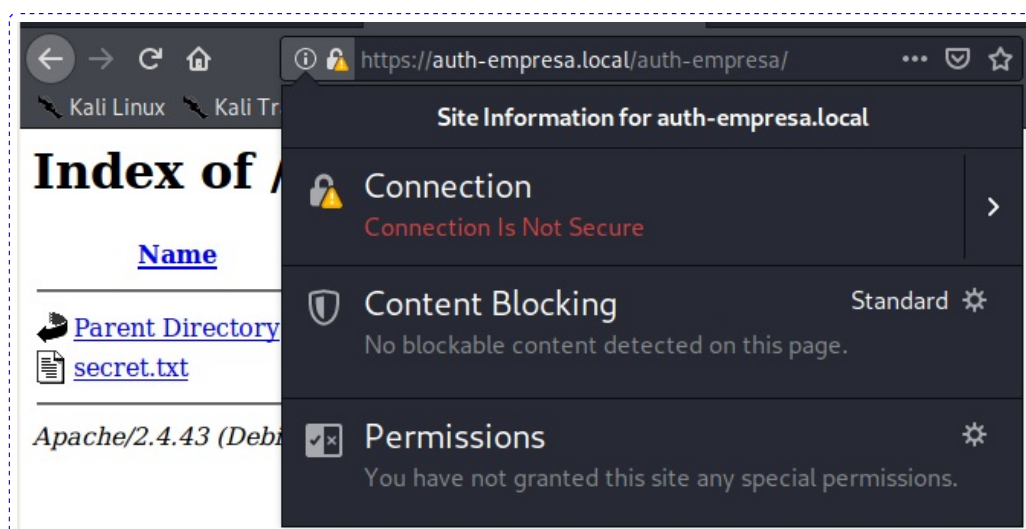 https://auth-empresa.local/auth-empresa/
Kali Linux Kali Tr
Site Information for auth-empresa.local
Index of /
Connection
Connection Is Not Secure
Name
Content Blocking Standard
No blockable content detected on this page.
Parent Directory
secret.txt
Apache/2.4.43 (Debi
Permissions
You have not granted this site any special permissions.